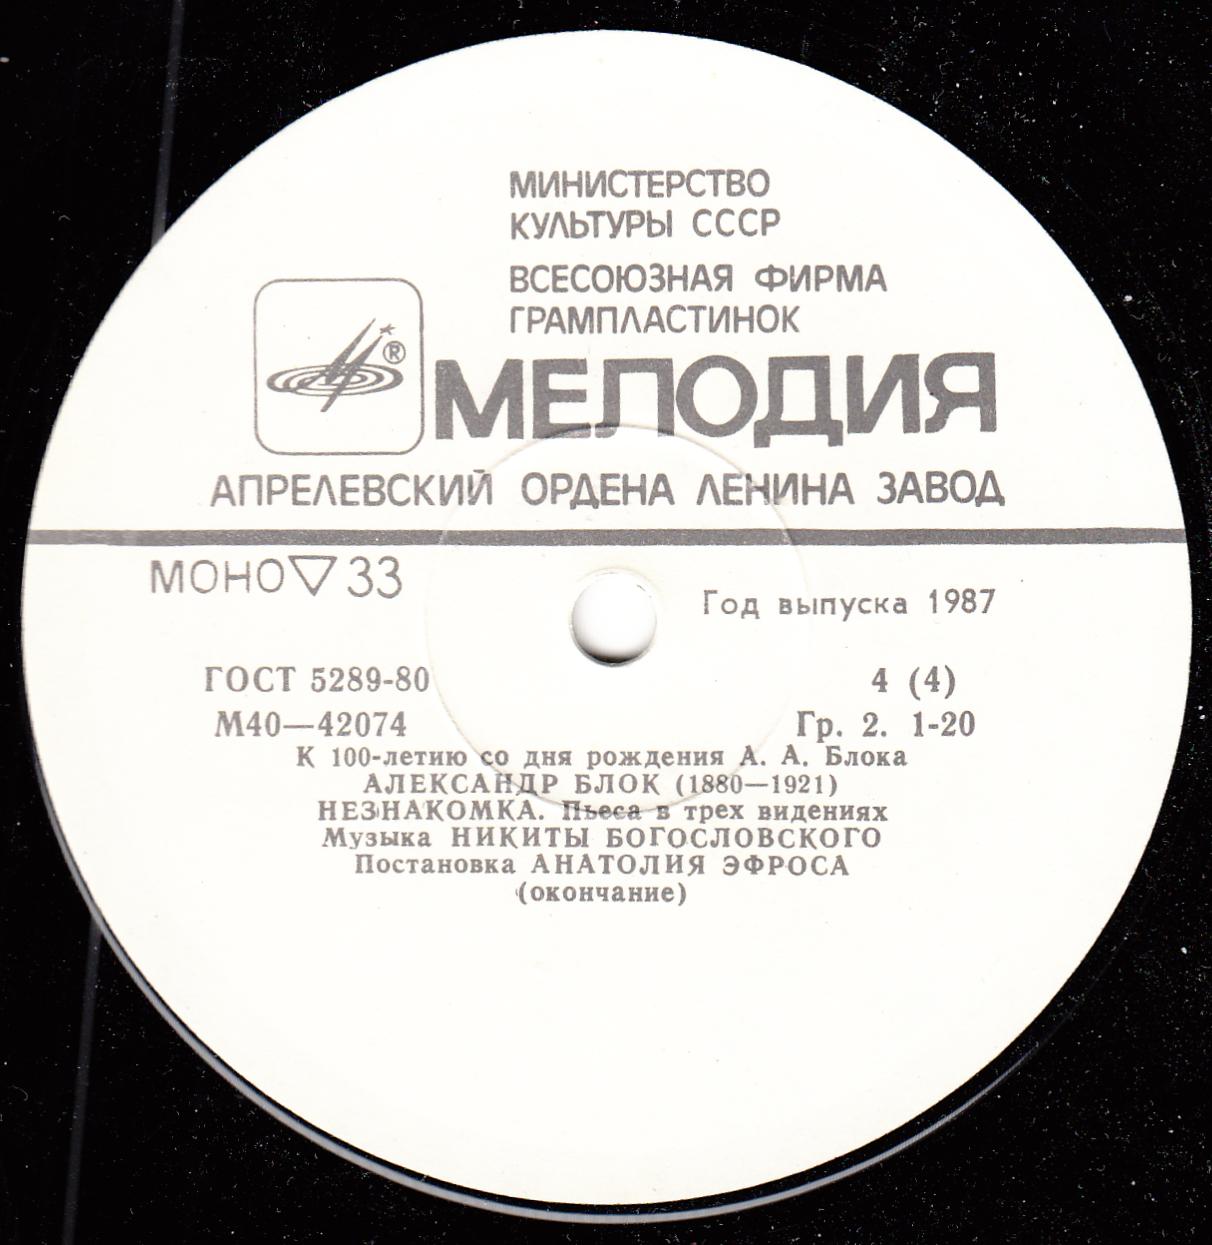 МИНИСТЕРСТВО
КУЛЬТУРЫ СССР
ВСЕСОЮЗНАЯ ФИРМА
ГРАМПЛАСТИНОК
®
МЕЛОДИЯ
АПРЕЛЕВСКИЙ ОРДЕНА ЛЕНИНА ЗАВОД
МОНО ▽ 33
Год выпуска 1987
ГОСТ 5289-80 4 (4)
М40—42074 Гр. 2. 1-20
К 100-летию со дня рождения А. А. Блока
АЛЕКСАНДР БЛОК (1880—1921)
НЕЗНАКОМКА. Пьеса в трех видениях
Музыка НИКИТЫ БОГОСЛОВСКОГО
Постановка АНАТОЛИЯ ЭФРОСА
(окончание)